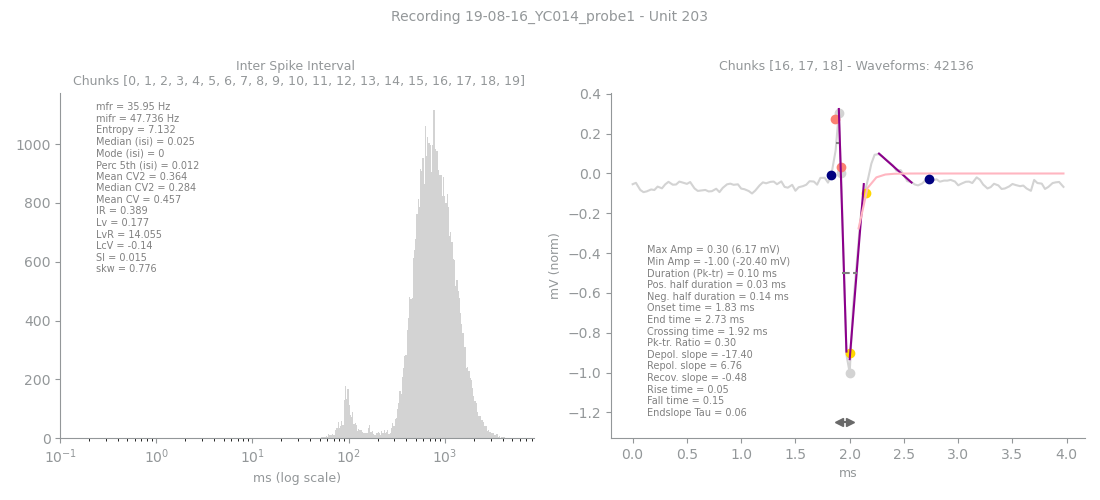 Recording 19-08-16_YC014_probe1 - Unit 203
Inter Spike Interval
Chunks [0, 1, 2, 3, 4, 5, 6, 7, 8, 9, 10, 11, 12, 13, 14, 15, 16, 17, 18, 19]
mfr = 35.95 Hz
mifr = 47.736 Hz
Entropy = 7.132
Median (isi) = 0.025
Mode (isi) = 0
Perc 5th (isi) = 0.012
Mean CV2 = 0.364
Median CV2 = 0.284
Mean CV = 0.457
IR = 0.389
Lv = 0.177
LvR = 14.055
LcV = -0.14
SI = 0.015
skw = 0.776
1000
800
600
400
200
0
10⁻¹ 10⁰ 10¹ 10² 10³
ms (log scale)
Chunks [16, 17, 18] - Waveforms: 42136
mV (norm)
0.4
0.2
0.0
−0.2
−0.4
−0.6
−0.8
−1.0
−1.2
Max Amp = 0.30 (6.17 mV)
Min Amp = -1.00 (-20.40 mV)
Duration (Pk-tr) = 0.10 ms
Pos. half duration = 0.03 ms
Neg. half duration = 0.14 ms
Onset time = 1.83 ms
End time = 2.73 ms
Crossing time = 1.92 ms
Pk-tr. Ratio = 0.30
Depol. slope = -17.40
Repol. slope = 6.76
Recov. slope = -0.48
Rise time = 0.05
Fall time = 0.15
Endslope Tau = 0.06
0.0 0.5 1.0 1.5 2.0 2.5 3.0 3.5 4.0
ms